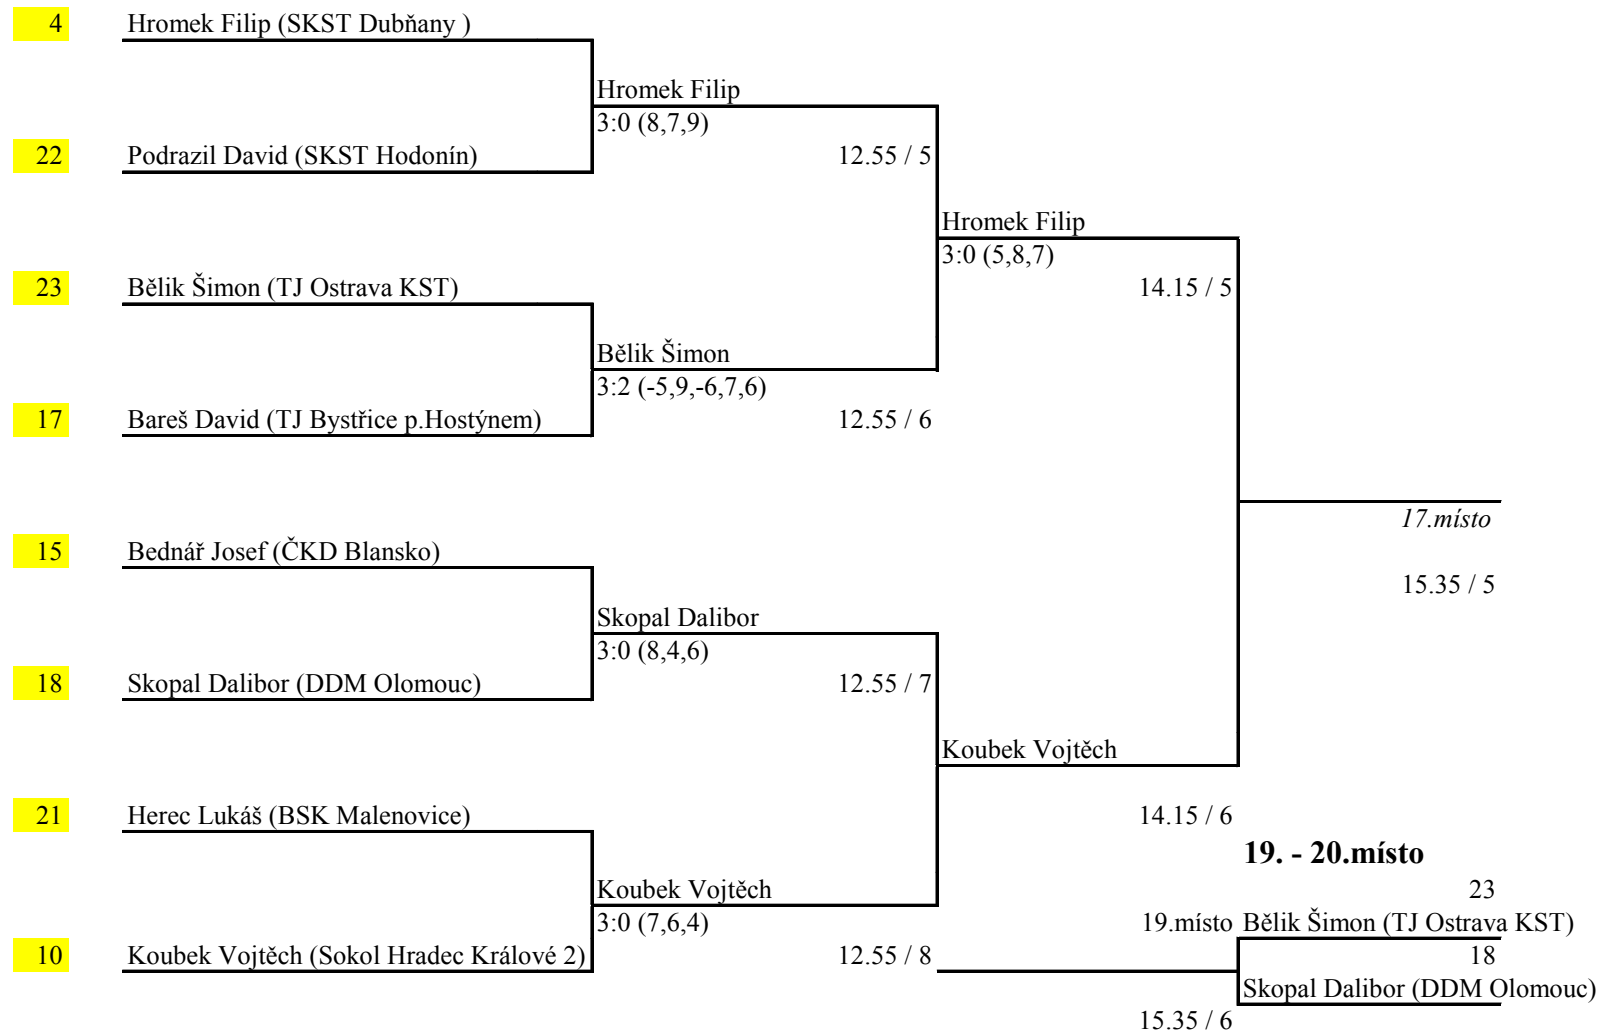 4 Hromek Filip (SKST Dubňany )
Hromek Filip
3:0 (8,7,9)
22 Podrazil David (SKST Hodonín) 12.55 / 5
Hromek Filip
3:0 (5,8,7)
23 Bělik Šimon (TJ Ostrava KST) 14.15 / 5
Bělik Šimon
3:2 (-5,9,-6,7,6)
17 Bareš David (TJ Bystřice p.Hostýnem) 12.55 / 6
17.místo
15 Bednář Josef (ČKD Blansko)
15.35 / 5
Skopal Dalibor
3:0 (8,4,6)
18 Skopal Dalibor (DDM Olomouc) 12.55 / 7
Koubek Vojtěch
21 Herec Lukáš (BSK Malenovice) 14.15 / 6
19. - 20.místo
Koubek Vojtěch 23
3:0 (7,6,4) 19.místo Bělik Šimon (TJ Ostrava KST)
10 Koubek Vojtěch (Sokol Hradec Králové 2) 12.55 / 8 18
Skopal Dalibor (DDM Olomouc)
15.35 / 6